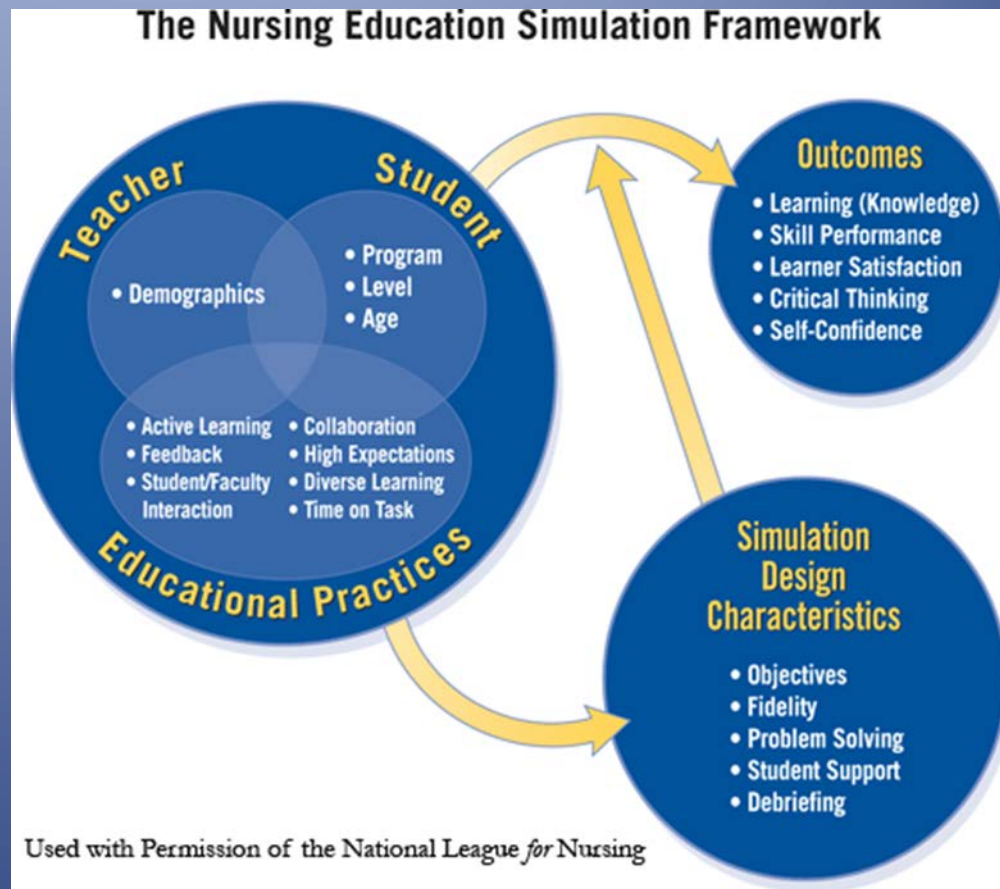 The Nursing Education Simulation Framework
Teacher
Student
• Demographics
• Program
• Level
• Age
• Active Learning
• Feedback
• Student/Faculty
Interaction
• Collaboration
• High Expectations
• Diverse Learning
• Time on Task
Educational Practices
Outcomes
• Learning (Knowledge)
• Skill Performance
• Learner Satisfaction
• Critical Thinking
• Self-Confidence
Simulation
Design
Characteristics
• Objectives
• Fidelity
• Problem Solving
• Student Support
• Debriefing
Used with Permission of the National League for Nursing